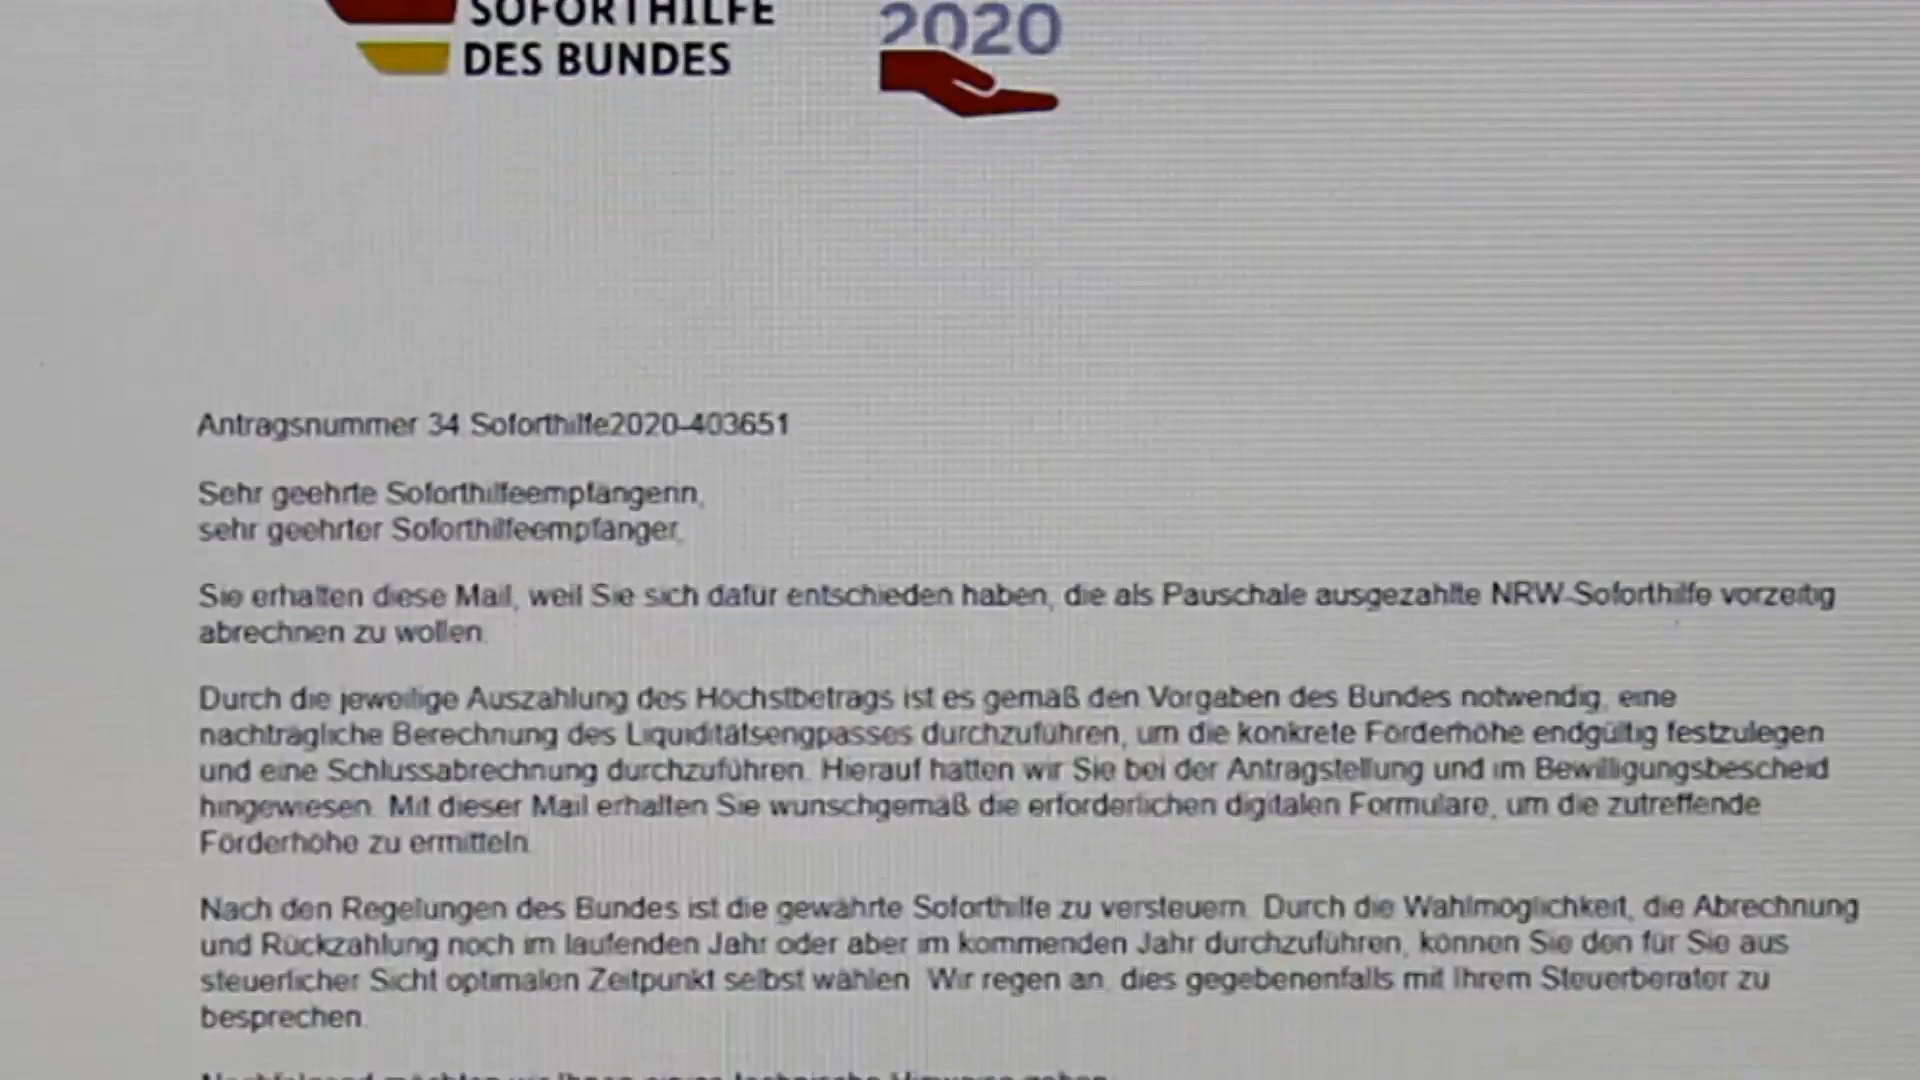 SOFORTHILFE
DES BUNDES
2020
Antragsnummer 34 Soforthilfe2020-403651
Sehr geehrte Soforthilfeempfängerin,
sehr geehrter Soforthilfeempfänger,
Sie erhalten diese Mail, weil Sie sich dafür entschieden haben, die als Pauschale ausgezahlte NRW-Soforthilfe vorzeitig
abrechnen zu wollen.
Durch die jeweilige Auszahlung des Höchstbetrags ist es gemäß den Vorgaben des Bundes notwendig, eine
nachträgliche Berechnung des Liquiditätsengpasses durchzuführen, um die konkrete Förderhöhe endgültig festzulegen
und eine Schlussabrechnung durchzuführen. Hierauf hatten wir Sie bei der Antragstellung und im Bewilligungsbescheid
hingewiesen. Mit dieser Mail erhalten Sie wunschgemäß die erforderlichen digitalen Formulare, um die zutreffende
Förderhöhe zu ermitteln.
Nach den Regelungen des Bundes ist die gewährte Soforthilfe zu versteuern. Durch die Wahlmöglichkeit, die Abrechnung
und Rückzahlung noch im laufenden Jahr oder aber im kommenden Jahr durchzuführen, können Sie den für Sie aus
steuerlicher Sicht optimalen Zeitpunkt selbst wählen. Wir regen an, dies gegebenenfalls mit Ihrem Steuerberater zu
besprechen.